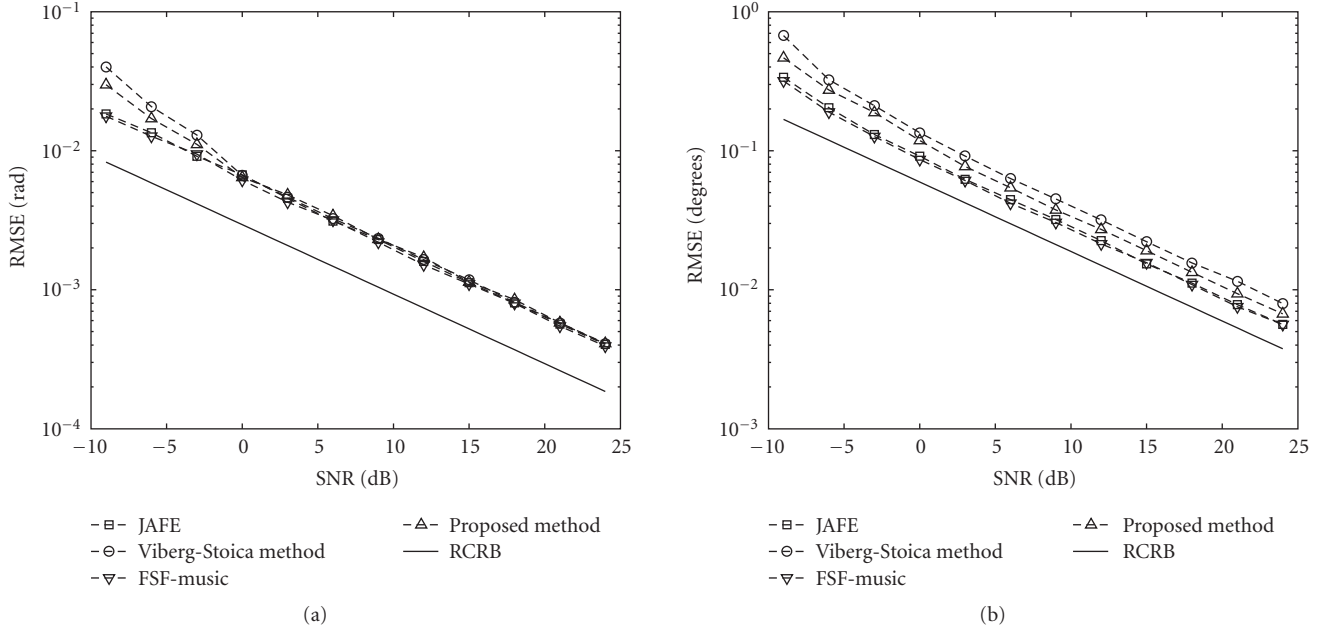 10⁻¹
10⁻²
10⁻³
10⁻⁴
RMSE (rad)
−10 −5 0 5 10 15 20 25
SNR (dB)
JAFE
Viberg-Stoica method
FSF-music
Proposed method
RCRB
(a)
10⁰
10⁻¹
10⁻²
10⁻³
RMSE (degrees)
−10 −5 0 5 10 15 20 25
SNR (dB)
JAFE
Viberg-Stoica method
FSF-music
Proposed method
RCRB
(b)